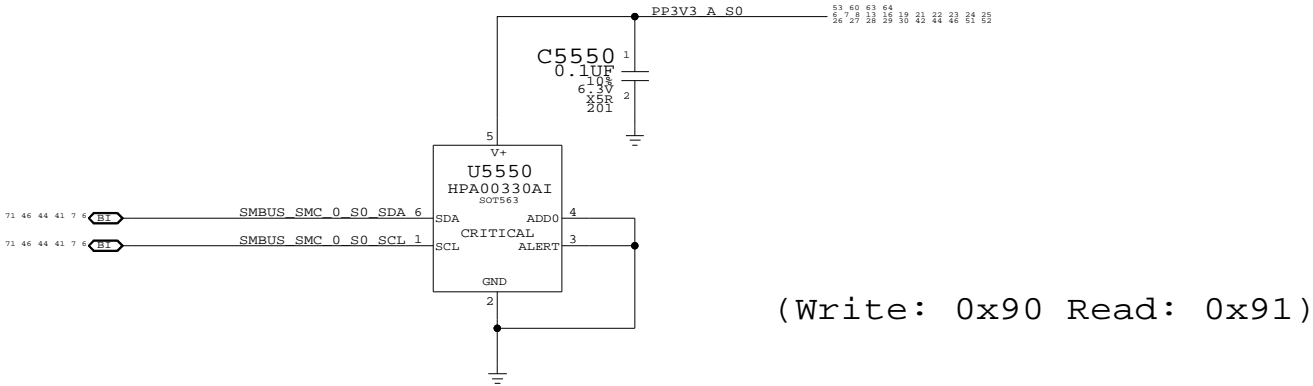 53 60 63 64
PP3V3_A_S0 6 7 8 13 16 19 21 22 23 24 25
26 27 28 29 30 42 44 46 51 52
C5550 1
0.1UF
10%
6.3V
X5R 2
201
5
V+
U5550
HPA00330AI
SOT563
71 46 44 41 7 6 BI SMBUS_SMC_0_S0_SDA 6 SDA ADD0 4
CRITICAL
71 46 44 41 7 6 BI SMBUS_SMC_0_S0_SCL 1 SCL ALERT 3
GND
2
(Write: 0x90 Read: 0x91)